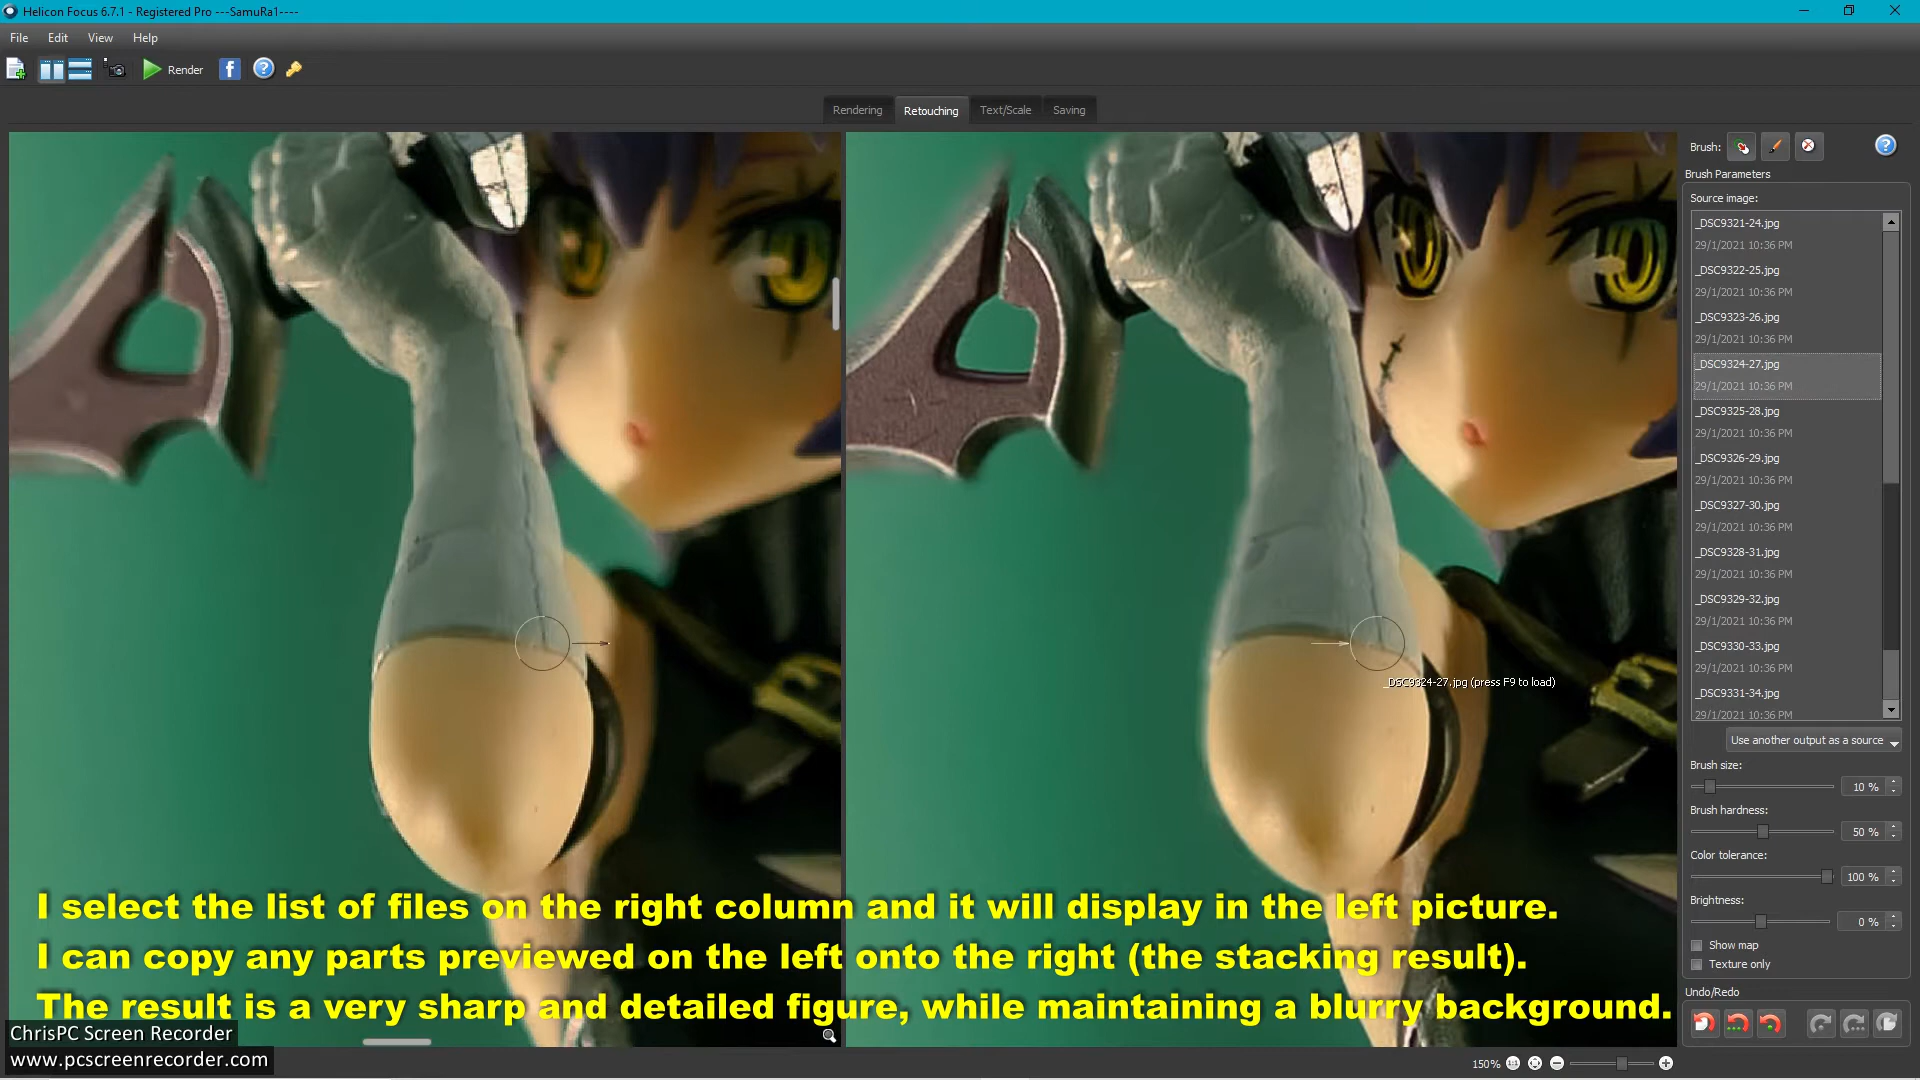 Helicon Focus 6.7.1 - Registered Pro ---SamuRa1----
File Edit View Help
Render
Rendering Retouching Text/Scale Saving
Brush:
Brush Parameters
Source image:
_DSC9321-24.jpg
29/1/2021 10:36 PM
_DSC9322-25.jpg
29/1/2021 10:36 PM
_DSC9323-26.jpg
29/1/2021 10:36 PM
_DSC9324-27.jpg
29/1/2021 10:36 PM
_DSC9325-28.jpg
29/1/2021 10:36 PM
_DSC9326-29.jpg
29/1/2021 10:36 PM
_DSC9327-30.jpg
29/1/2021 10:36 PM
_DSC9328-31.jpg
29/1/2021 10:36 PM
_DSC9329-32.jpg
29/1/2021 10:36 PM
_DSC9330-33.jpg
29/1/2021 10:36 PM
_DSC9331-34.jpg
29/1/2021 10:36 PM
_DSC9324-27.jpg (press F9 to load)
Use another output as a source
Brush size:
10 %
Brush hardness:
50 %
Color tolerance:
100 %
Brightness:
0 %
Show map
Texture only
Undo/Redo
I select the list of files on the right column and it will display in the left picture.
I can copy any parts previewed on the left onto the right (the stacking result).
The result is a very sharp and detailed figure, while maintaining a blurry background.
ChrisPC Screen Recorder
www.pcscreenrecorder.com
150%